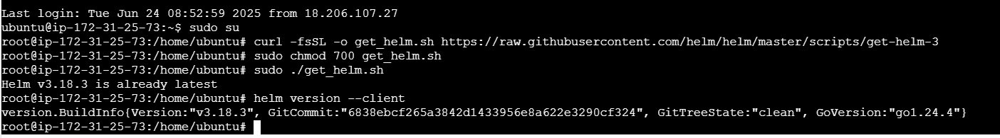 Last login: Tue Jun 24 08:52:59 2025 from 18.206.107.27
ubuntu@ip-172-31-25-73:~$ sudo su
root@ip-172-31-25-73:/home/ubuntu# curl -fsSL -o get_helm.sh https://raw.githubusercontent.com/helm/helm/master/scripts/get-helm-3
root@ip-172-31-25-73:/home/ubuntu# sudo chmod 700 get_helm.sh
root@ip-172-31-25-73:/home/ubuntu# sudo ./get_helm.sh
Helm v3.18.3 is already latest
root@ip-172-31-25-73:/home/ubuntu# helm version --client
version.BuildInfo{Version:"v3.18.3", GitCommit:"6838ebcf265a3842d1433956e8a622e3290cf324", GitTreeState:"clean", GoVersion:"go1.24.4"}
root@ip-172-31-25-73:/home/ubuntu#